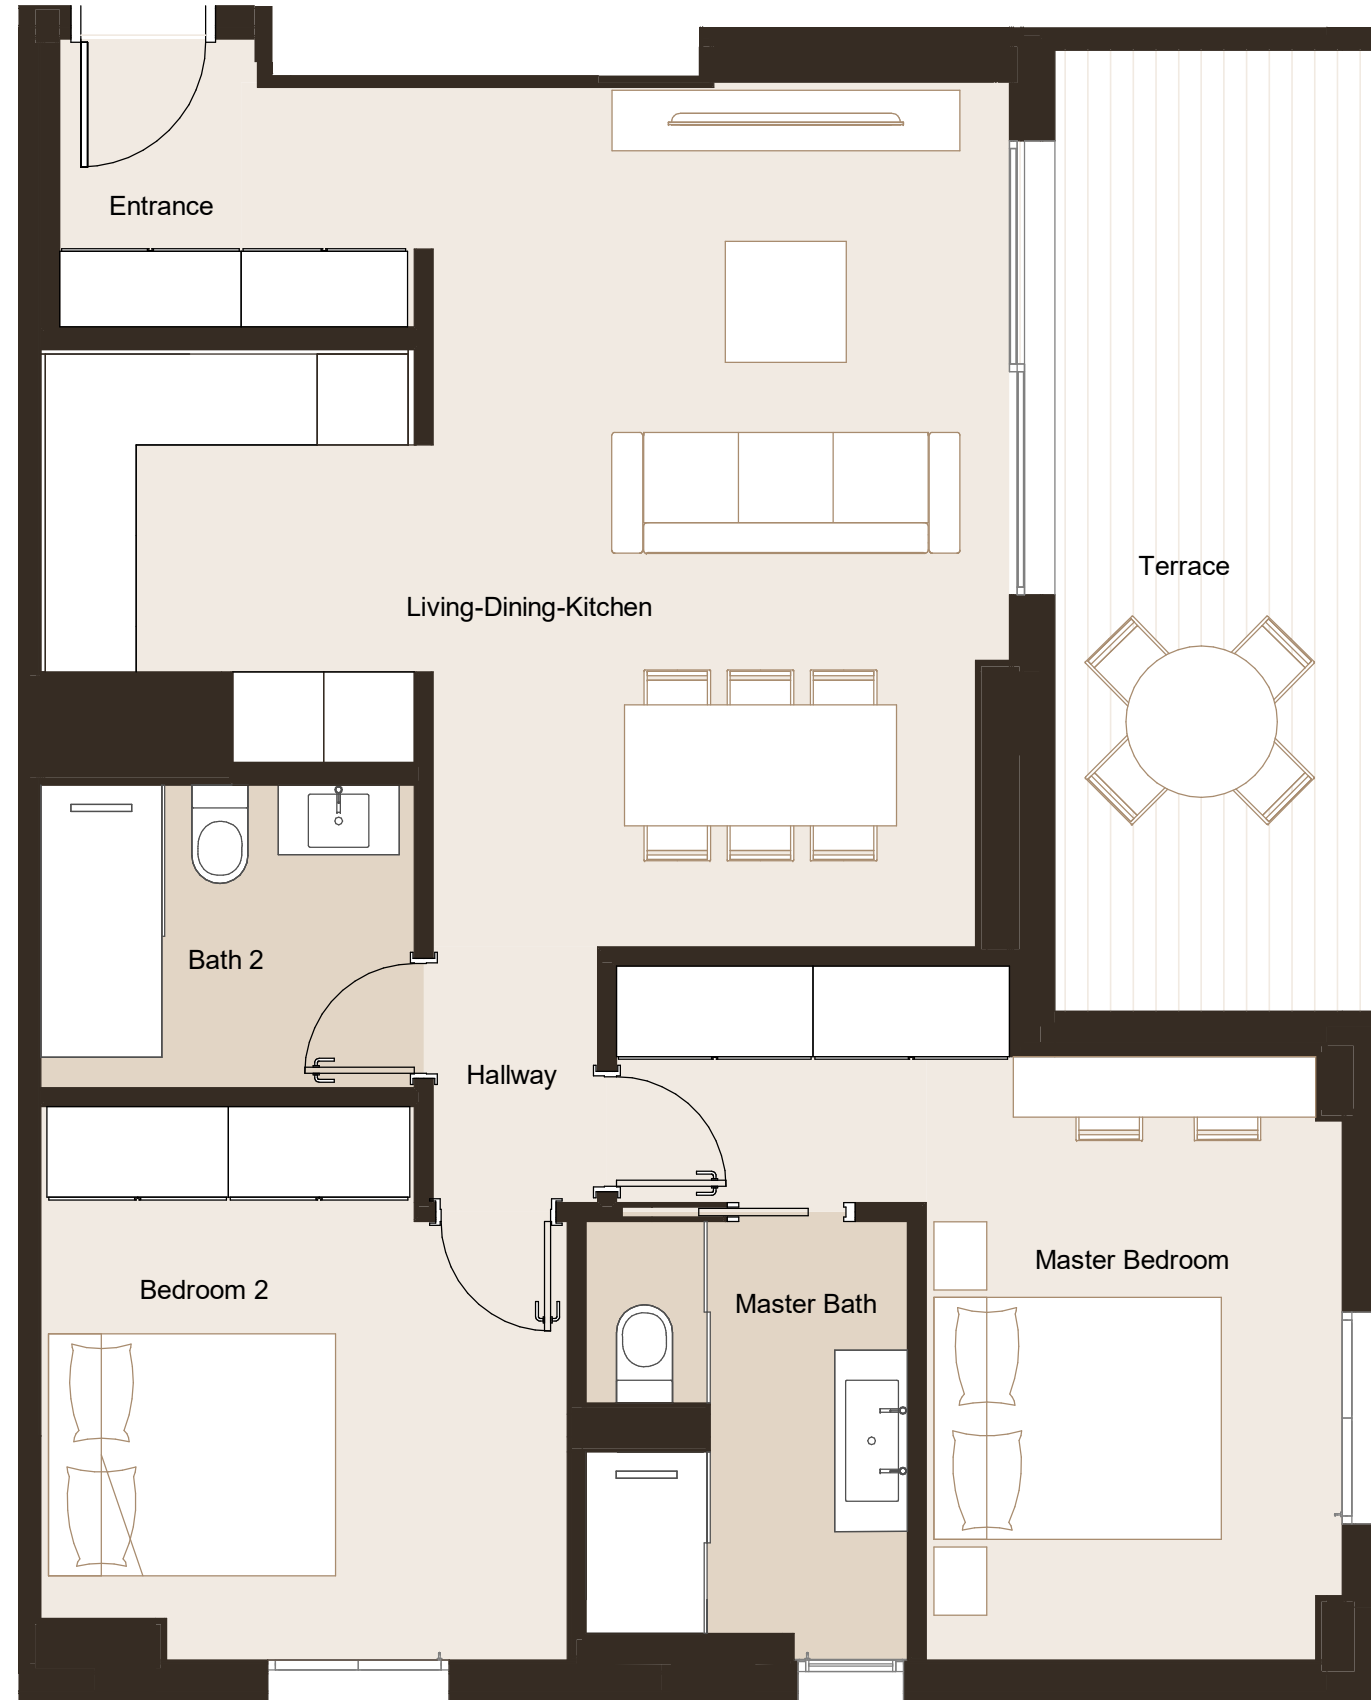 Entrance
Terrace
Living-Dining-Kitchen
Bath 2
Hallway
Master Bedroom
Bedroom 2
Master Bath